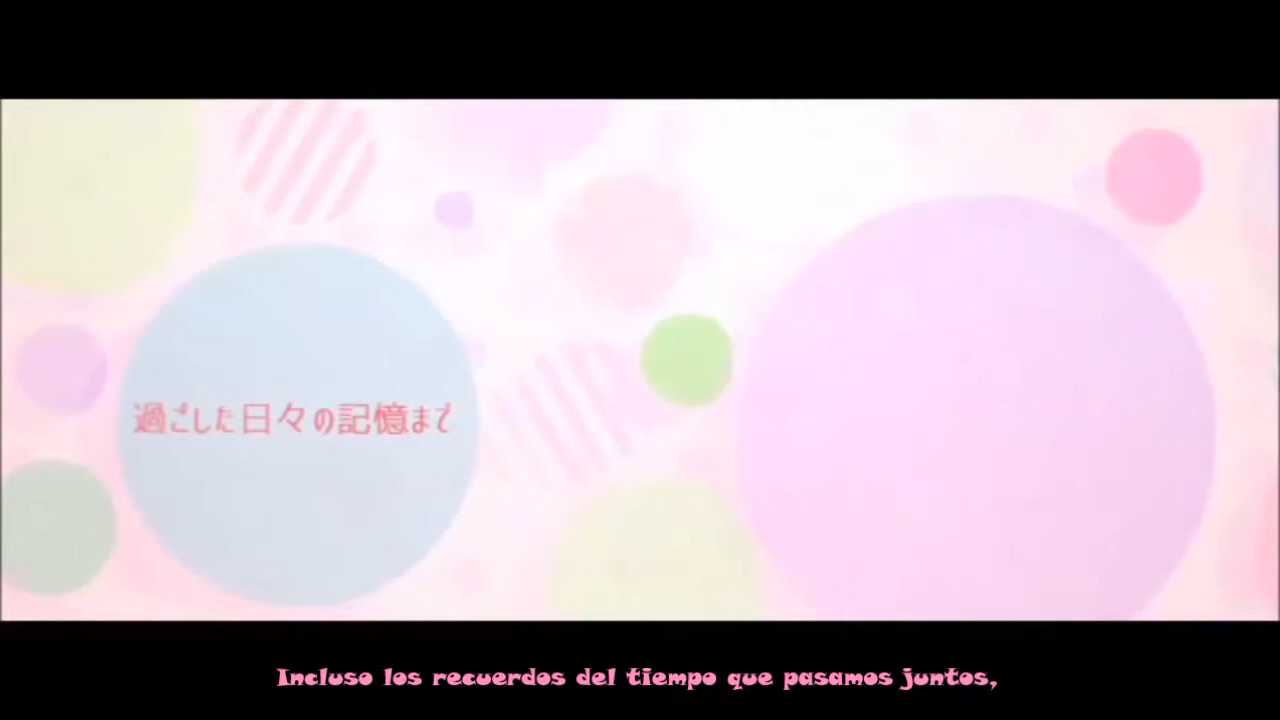 過ごした日々の記憶まで
Incluso los recuerdos del tiempo que pasamos juntos,